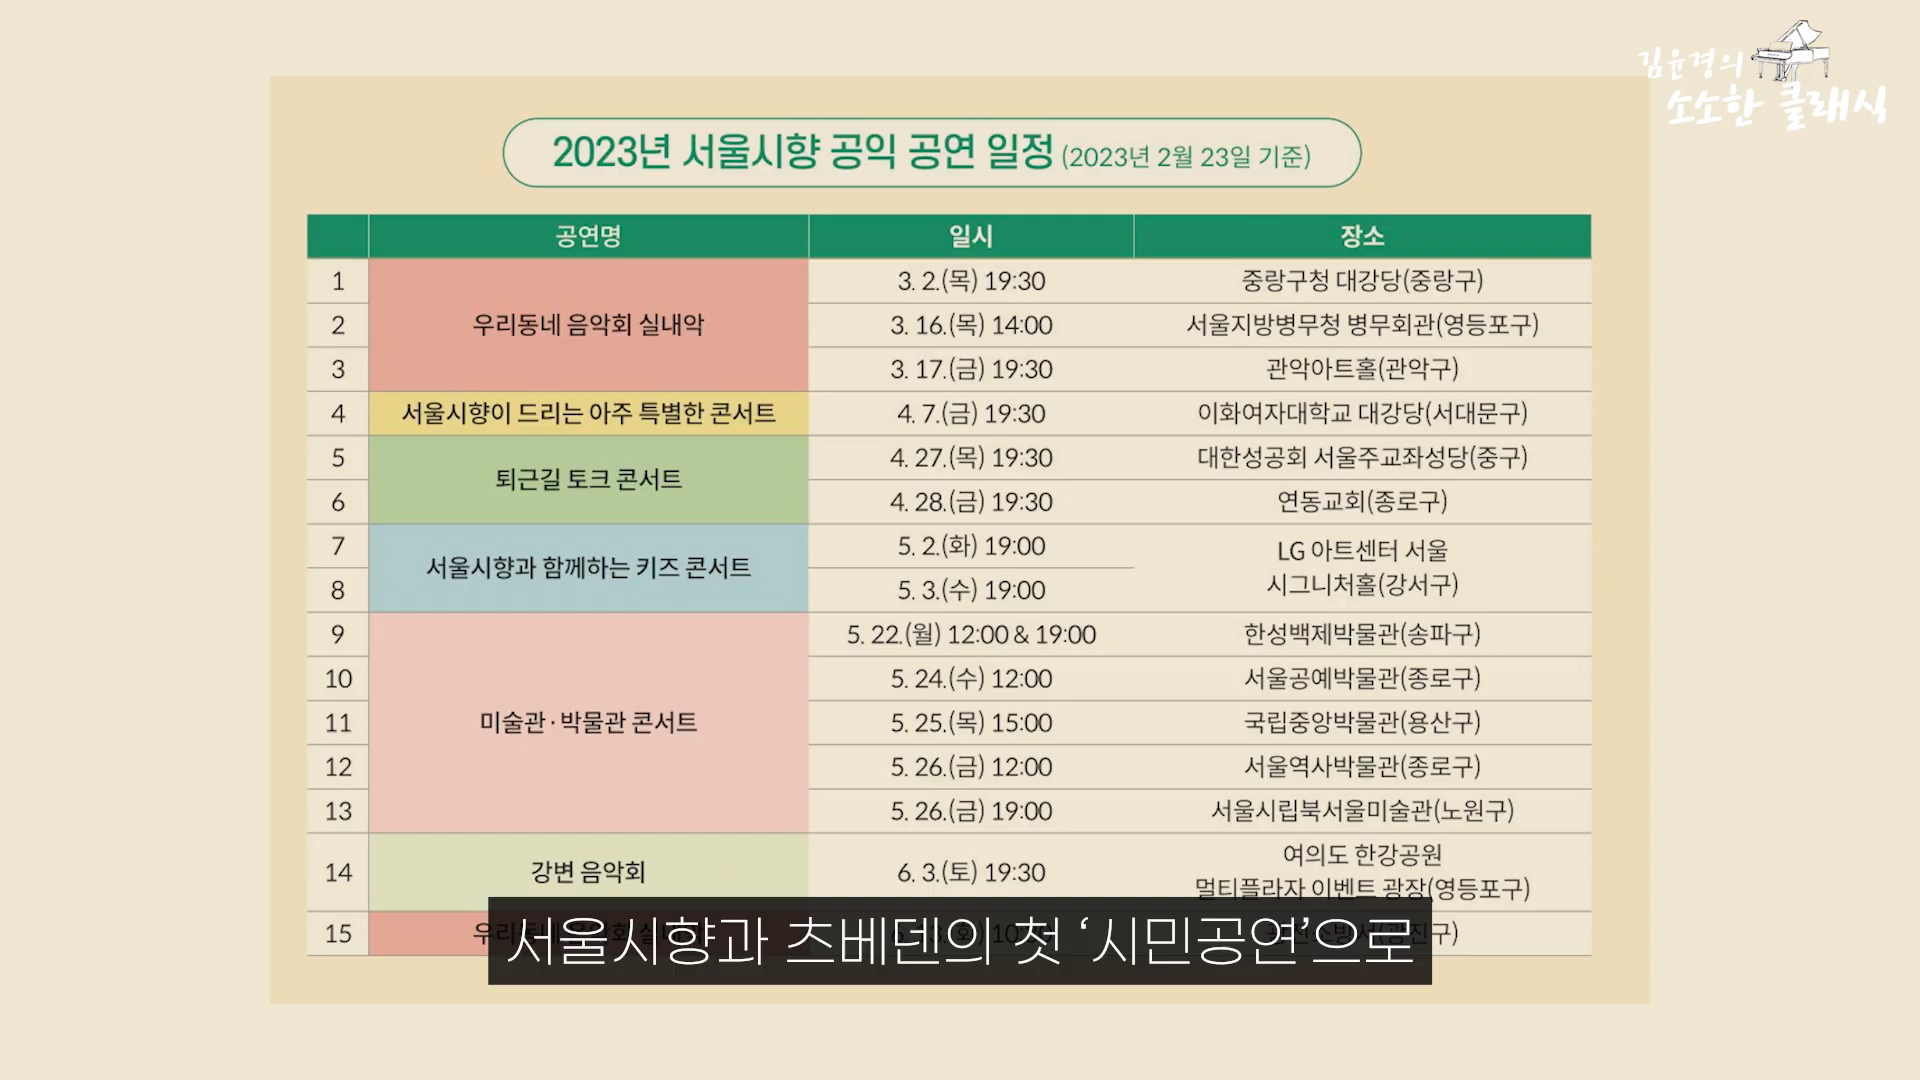 김윤경의
소소한 클래식
2023년 서울시향 공익 공연 일정 (2023년 2월 23일 기준)
공연명 일시 장소
1 우리동네 음악회 실내악 3. 2.(목) 19:30 중랑구청 대강당(중랑구)
2 3. 16.(목) 14:00 서울지방병무청 병무회관(영등포구)
3 3. 17.(금) 19:30 관악아트홀(관악구)
4 서울시향이 드리는 아주 특별한 콘서트 4. 7.(금) 19:30 이화여자대학교 대강당(서대문구)
5 퇴근길 토크 콘서트 4. 27.(목) 19:30 대한성공회 서울주교좌성당(중구)
6 4. 28.(금) 19:30 연동교회(종로구)
7 서울시향과 함께하는 키즈 콘서트 5. 2.(화) 19:00 LG 아트센터 서울
8 5. 3.(수) 19:00 시그니처홀(강서구)
9 미술관·박물관 콘서트 5. 22.(월) 12:00 & 19:00 한성백제박물관(송파구)
10 5. 24.(수) 12:00 서울공예박물관(종로구)
11 5. 25.(목) 15:00 국립중앙박물관(용산구)
12 5. 26.(금) 12:00 서울역사박물관(종로구)
13 5. 26.(금) 19:00 서울시립북서울미술관(노원구)
14 강변 음악회 6. 3.(토) 19:30 여의도 한강공원
멀티플라자 이벤트 광장(영등포구)
15
서울시향과 츠베덴의 첫 ‘시민공연’으로